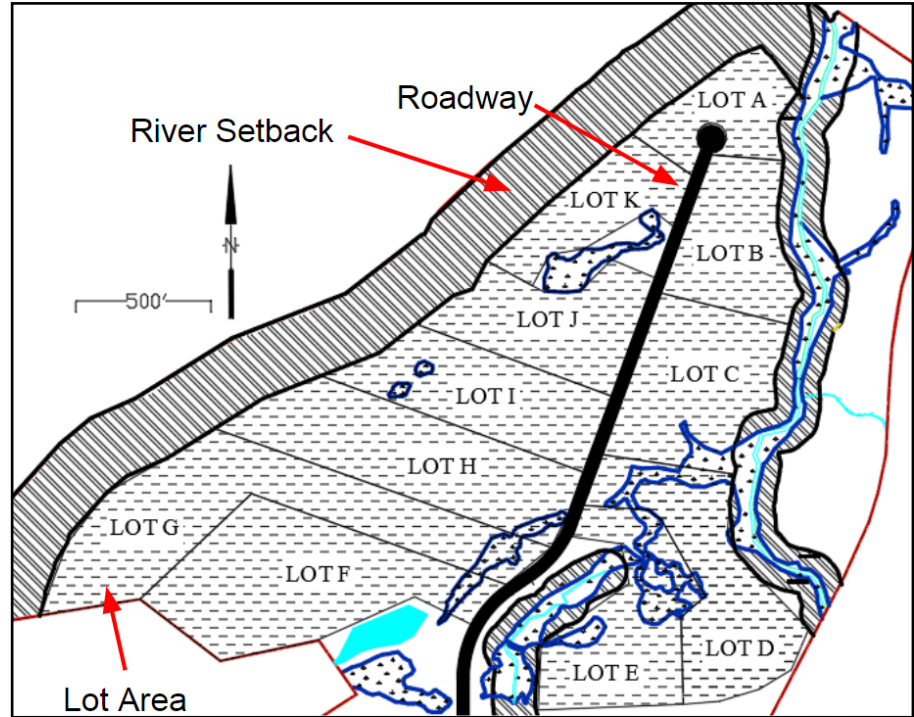 LOT A
Roadway
River Setback
LOT K
N
LOT B
500'
LOT J
LOT C
LOT I
LOT H
LOT G
LOT F
LOT D
LOT E
Lot Area